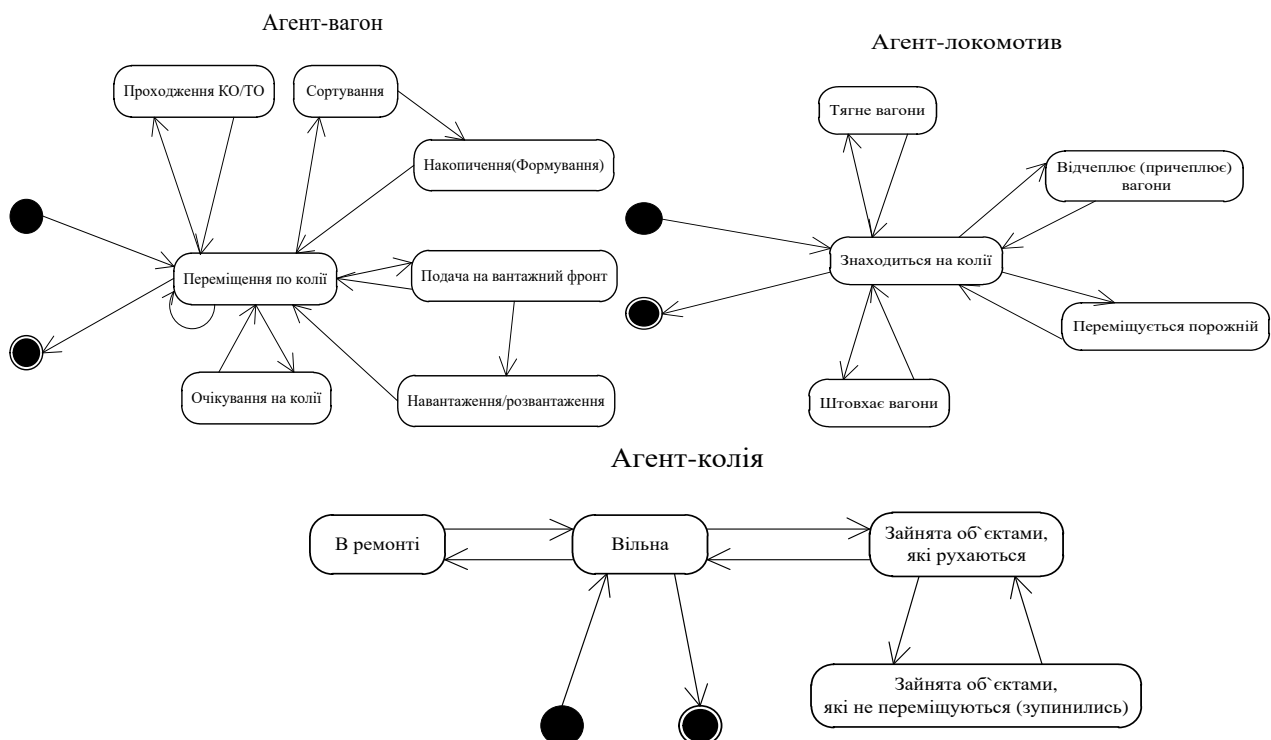 Агент-вагон
Проходження КО/ТО
Сортування
Накопичення(Формування)
Переміщення по колії
Подача на вантажний фронт
Очікування на колії
Навантаження/розвантаження
Агент-локомотив
Тягне вагони
Відчеплює (причеплює)
вагони
Знаходиться на колії
Переміщується порожній
Штовхає вагони
Агент-колія
В ремонті
Вільна
Зайнята об`єктами,
які рухаються
Зайнята об`єктами,
які не переміщуються (зупинились)